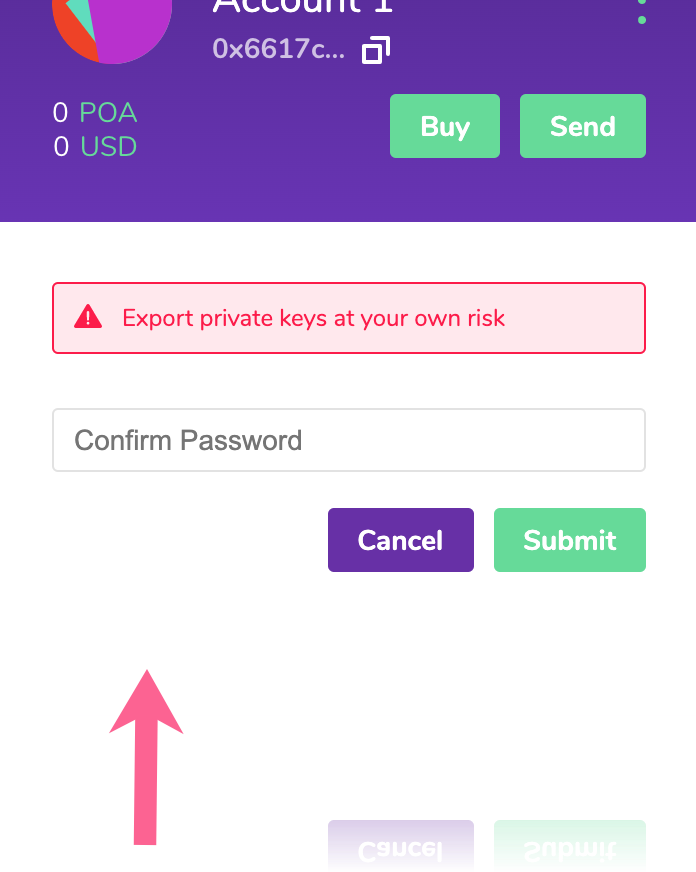 Account 1
0x6617c...
0 POA
0 USD
Buy
Send
Export private keys at your own risk
Confirm Password
Cancel
Submit
Cancel
Submit